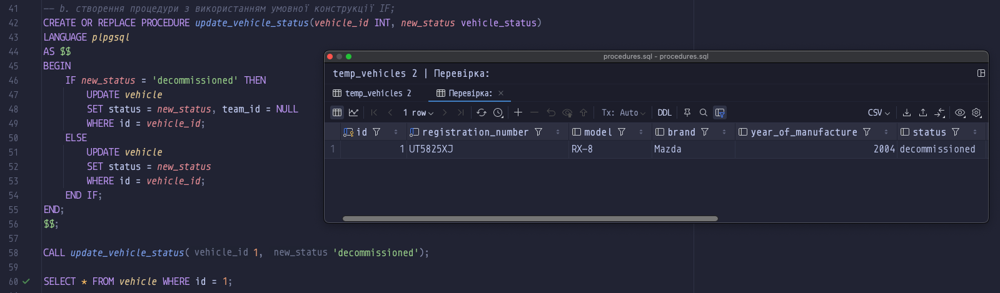 41 -- b. створення процедури з використанням умовної конструкції IF;
42 CREATE OR REPLACE PROCEDURE update_vehicle_status(vehicle_id INT, new_status vehicle_status)
43 LANGUAGE plpgsql
44 AS $$
45 BEGIN
46 IF new_status = 'decommissioned' THEN
47 UPDATE vehicle
48 SET status = new_status, team_id = NULL
49 WHERE id = vehicle_id;
50 ELSE
51 UPDATE vehicle
52 SET status = new_status
53 WHERE id = vehicle_id;
54 END IF;
55 END;
56 $$;
57
58 CALL update_vehicle_status( vehicle_id 1, new_status 'decommissioned');
59
60 SELECT * FROM vehicle WHERE id = 1;
procedures.sql – procedures.sql
temp_vehicles 2 | Перевірка:
temp_vehicles 2 Перевірка:
1 row Tx: Auto DDL CSV
id registration_number model brand year_of_manufacture status
1 1 UT5825XJ RX-8 Mazda 2004 decommissioned